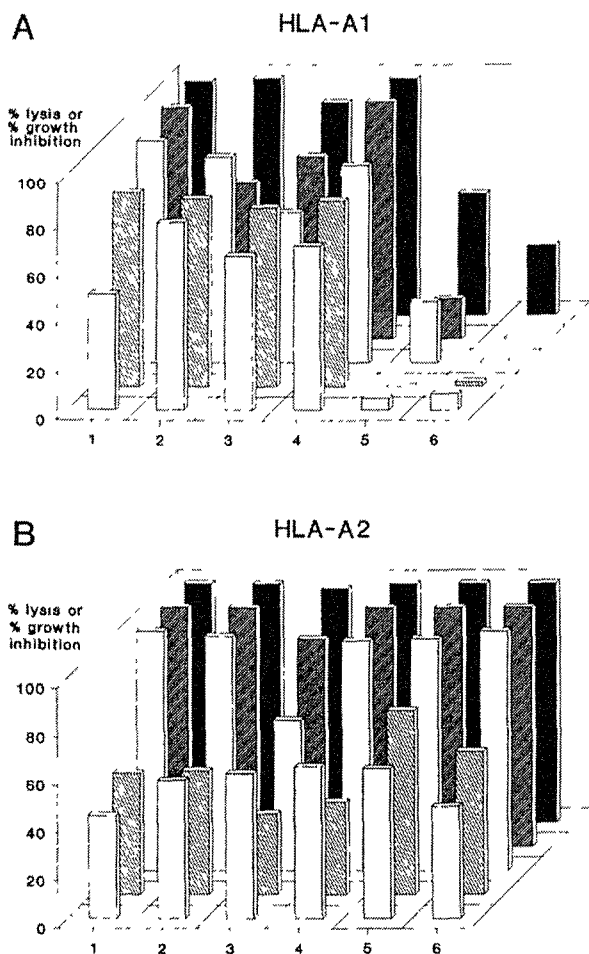 A
HLA-A1
% lysis or
% growth
inhibition
100
80
60
40
20
0
1 2 3 4 5 6
B
HLA-A2
% lysis or
% growth
inhibition
100
80
60
40
20
0
1 2 3 4 5 6